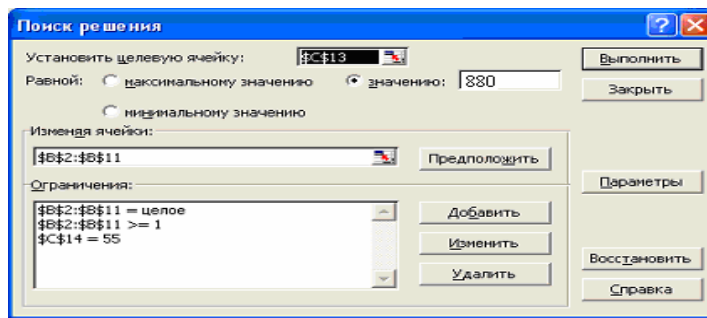 Поиск решения
Установить целевую ячейку: $C$13
Выполнить
Равной: максимальному значению значению: 880
Закрыть
минимальному значению
Изменяя ячейки:
$B$2:$B$11 Предположить
Ограничения:
Параметры
$B$2:$B$11 = целое
$B$2:$B$11 >= 1
$C$14 = 55
Добавить
Изменить
Удалить
Восстановить
Справка